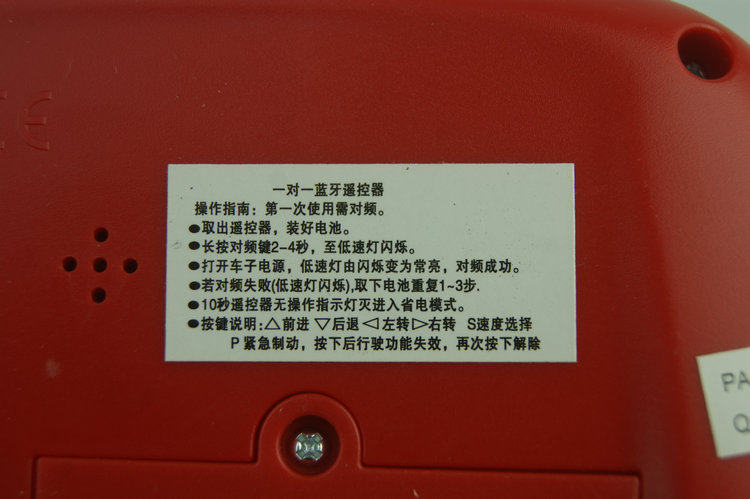 一对一蓝牙遥控器
操作指南：第一次使用需对频。
●取出遥控器，装好电池。
●长按对频键2-4秒，至低速灯闪烁。
●打开车子电源，低速灯由闪烁变为常亮，对频成功。
●若对频失败(低速灯闪烁),取下电池重复1~3步.
●10秒遥控器无操作指示灯灭进入省电模式。
●按键说明:△前进 ▽后退 ◁左转 ▷右转 S速度选择
P 紧急制动，按下后行驶功能失效，再次按下解除
CE
PA
Q